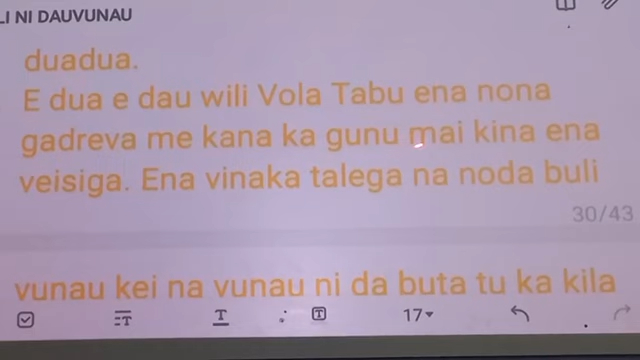 LI NI DAUVUNAU
duadua.
E dua e dau wili Vola Tabu ena nona
gadreva me kana ka gunu mai kina ena
veisiga. Ena vinaka talega na noda buli
30/43
vunau kei na vunau ni da buta tu ka kila
17